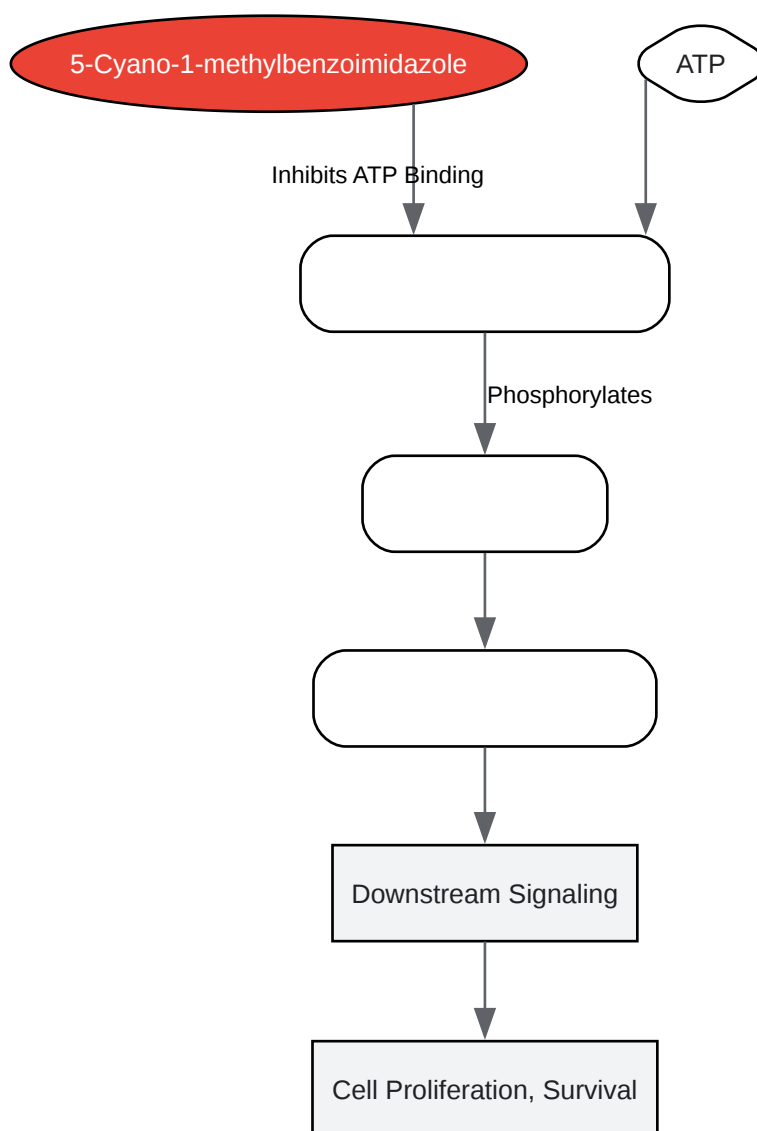 5-Cyano-1-methylbenzoimidazole
ATP
Inhibits ATP Binding
Phosphorylates
Downstream Signaling
Cell Proliferation, Survival